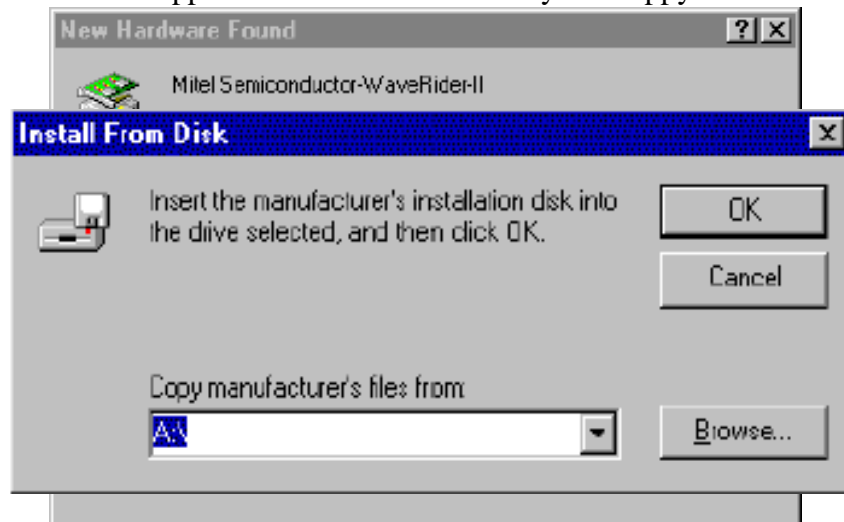 New Hardware Found
Mitel Semiconductor-WaveRider-II
Install From Disk
Insert the manufacturer's installation disk into
the drive selected, and then click OK.
OK
Cancel
Copy manufacturer's files from:
A:\
Browse...